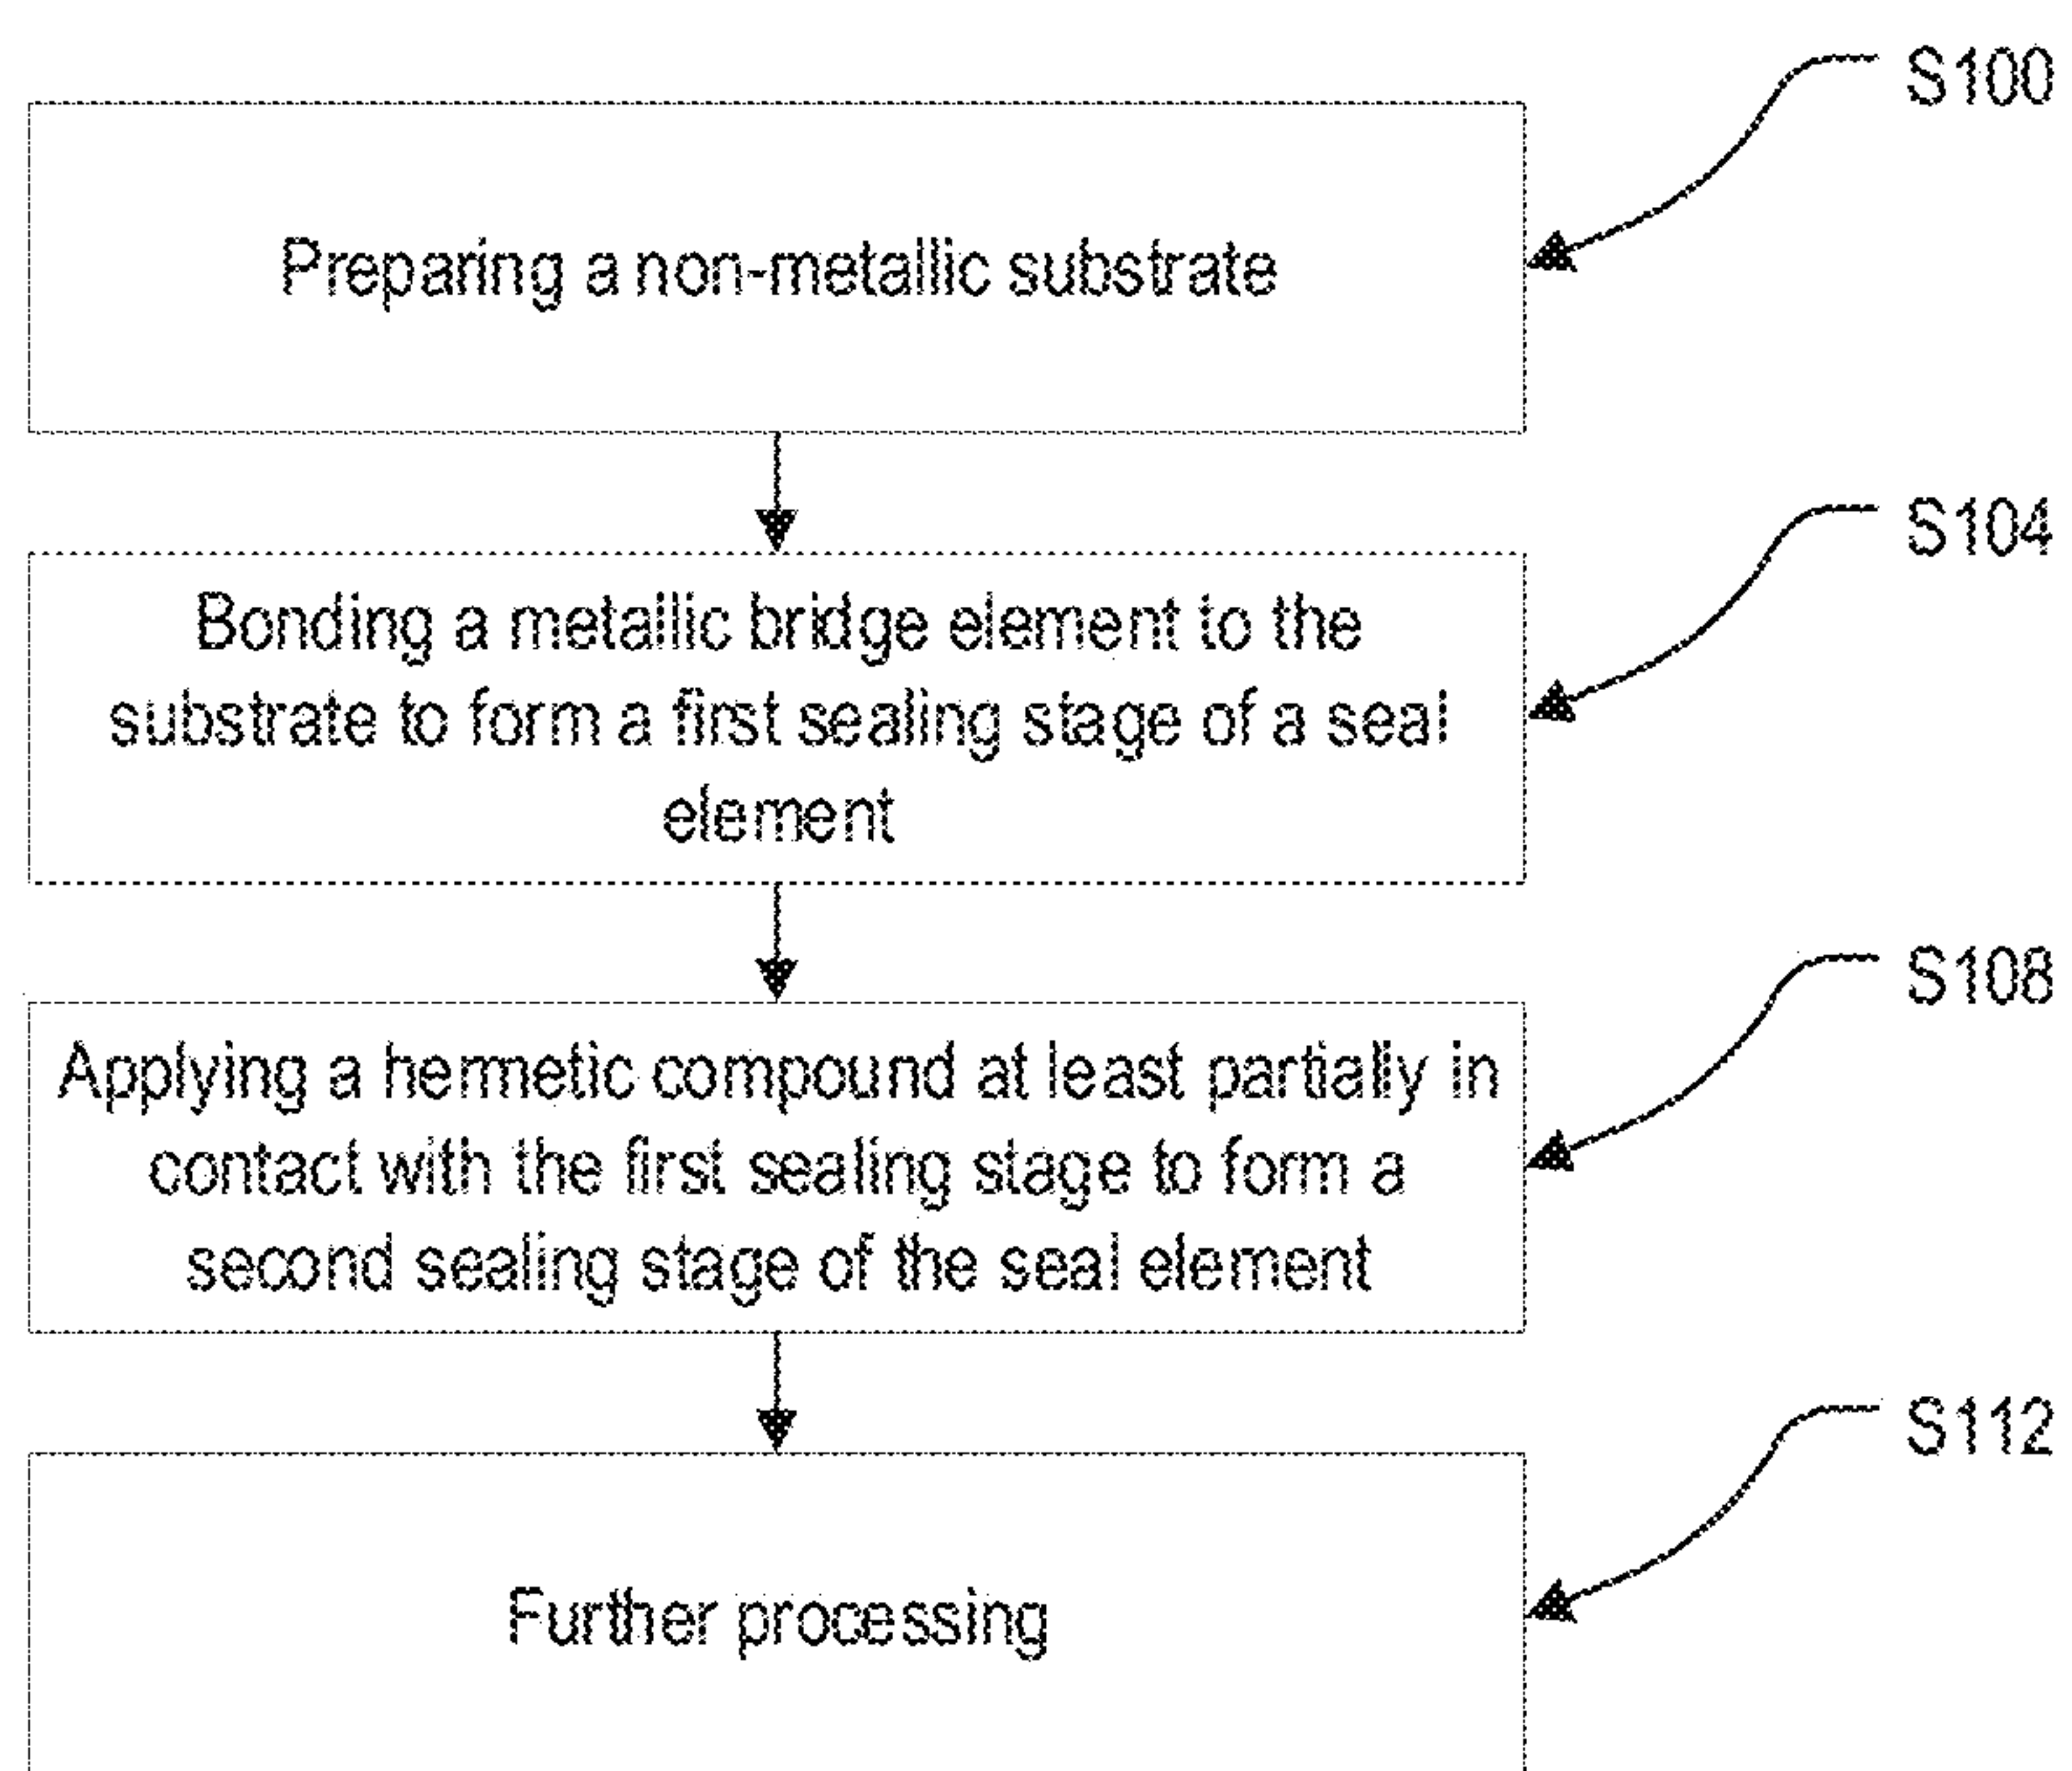 S100
Preparing a non-metallic substrate
S104
Bonding a metallic bridge element to the
substrate to form a first sealing stage of a seal
element
S108
Applying a hermetic compound at least partially in
contact with the first sealing stage to form a
second sealing stage of the seal element
S112
Further processing